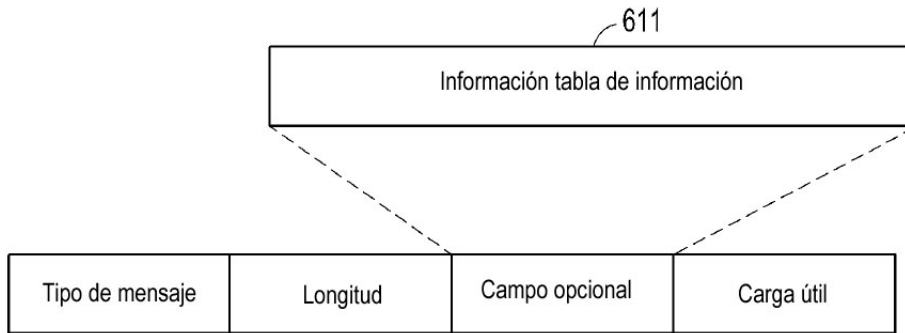 611
Información tabla de información
Tipo de mensaje
Longitud
Campo opcional
Carga útil